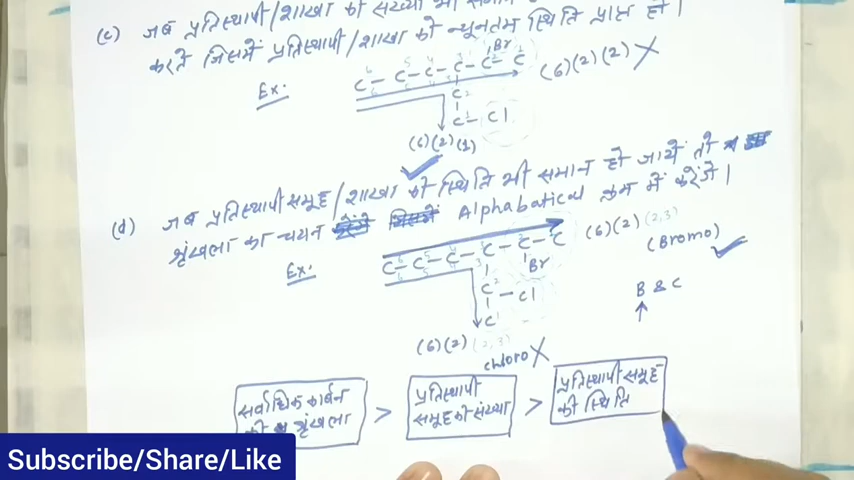 (c) जब प्रतिस्थापी/शाखा की संख्या भी
करते जिसमें प्रतिस्थापी/शाखा को न्यूनतम स्थिति प्राप्त हो।
Ex.
C-C-C-C-C-C
Br
(6)(2)(2) X
C
C-Cl
(6)(2)(1)
(d) जब प्रतिस्थापी समूह/शाखा की स्थिति भी समान हो जाये तो
शृंखला का चयन Alphabatical क्रम में करेंगे।
Ex.
C-C-C-C-C-C
Br
(6)(2)(2,3)
(Bromo)
C-Cl
C
B & C
(6)(2)(2,3)
chloro X
सर्वाधिक कार्बन
की शृंखला
>
प्रतिस्थापी
समूह की संख्या
>
प्रतिस्थापी समूह
की स्थिति
Subscribe/Share/Like